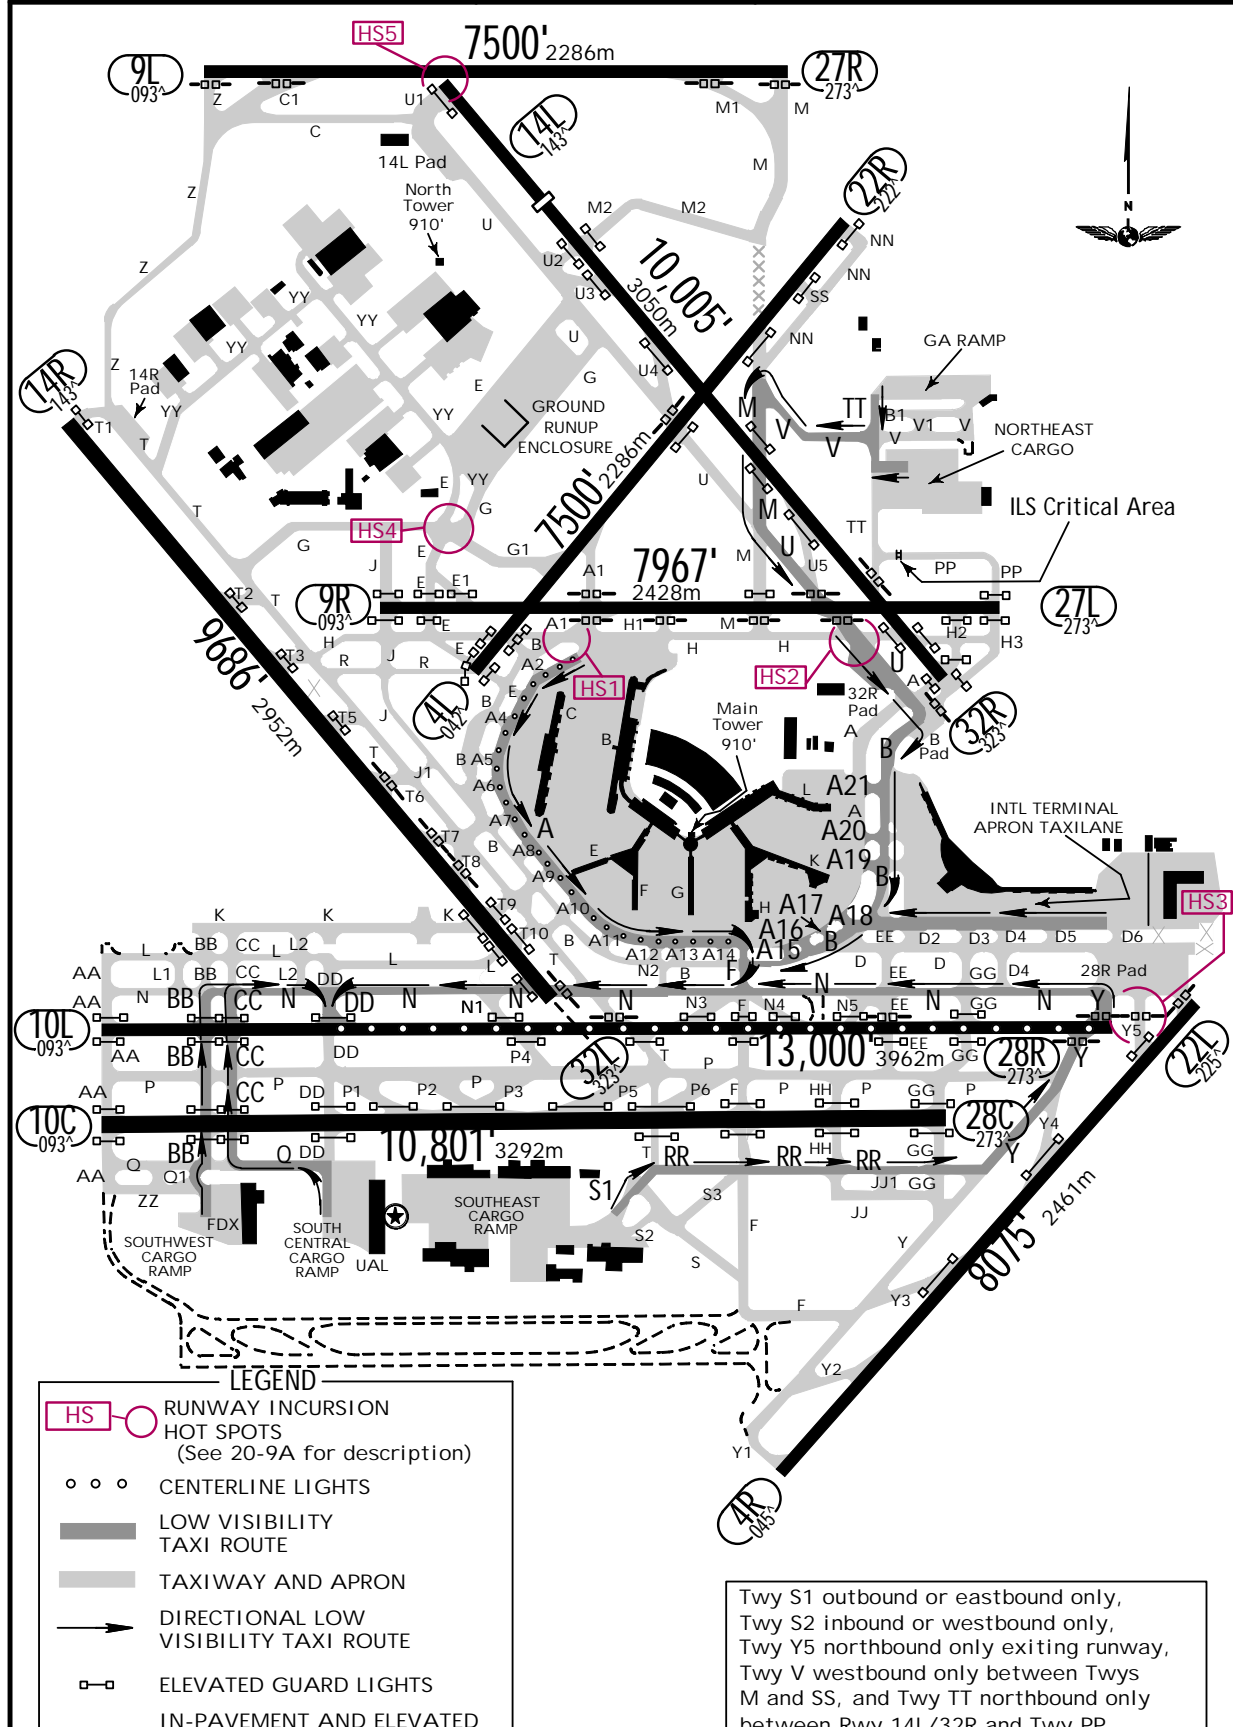 HS5
7500' 2286m
9L
093^
27R
273^
Z
C1
U1
M1
M
C
14L
143^
14L Pad
22R
222^
North
Tower
910'
M
Z
U
M2
M2
N
NN
U2
U3
10,005'
3050m
NN
SS
Z
YY
YY
YY
U
NN
GA RAMP
14R
143^
Z
14R
Pad
YY
U4
G
E
GROUND
RUNUP
ENCLOSURE
YY
T1
T
YY
M
V
TT
V
B1
V
V1
V
NORTHEAST
CARGO
7500' 2286m
E
YY
G
U
M
ILS Critical Area
T
HS4
G
E
G1
U
TT
J
7967'
2428m
A1
M
U5
PP
PP
T2
T
9R
093^
E
E1
27L
273^
9686' 2952m
H
E
A1
H1
M
H
H
H2
H3
T3
R
J
R
E
B
A2
HS1
HS2
U
A
4L
042^
B
E
32R
Pad
32R
323^
T5
J
A4
C
B
Main
Tower
910'
A
B
B
Pad
T
J1
B
A5
A6
L
A21
A
INTL TERMINAL
APRON TAXILANE
T6
A7
A
A20
T7
B
A8
E
K
A19
T8
A9
F
G
B
HS3
T9
A10
H
A17
A18
K
K
K
T10
B
A11
A16
A15
B
EE
D2
D3
D4
D5
D6
BB
CC
L2
L
L
L
T
A12
A13
A14
N2
B
F
D
D
AA
L1
BB
CC
L2
DD
N
EE
GG
D4
28R Pad
AA
N
BB
CC
N
DD
N
N
N1
N
N
N3
F
N4
N5
EE
N
GG
N
Y
10L
093^
Y5
AA
BB
CC
DD
P4
32L
323^
T
P
13,000' 3962m
EE
GG
28R
273^
Y
22L
225^
AA
P
CC
P
DD
P1
P2
P
P3
P5
P6
F
P
HH
P
GG
P
10C
093^
10,801' 3292m
28C
273^
Y4
AA
Q
BB
Q
DD
T
RR
RR
HH
RR
GG
Y
Q1
ZZ
S1
S3
JJ1
GG
FDX
SOUTHWEST
CARGO
RAMP
SOUTH
CENTRAL
CARGO
RAMP
UAL
SOUTHEAST
CARGO
RAMP
S2
S
F
JJ
Y
8075' 2461m
F
Y3
Y2
Y1
4R
045^
LEGEND
HS
RUNWAY INCURSION
HOT SPOTS
(See 20-9A for description)
CENTERLINE LIGHTS
LOW VISIBILITY
TAXI ROUTE
TAXIWAY AND APRON
DIRECTIONAL LOW
VISIBILITY TAXI ROUTE
ELEVATED GUARD LIGHTS
IN-PAVEMENT AND ELEVATED
Twy S1 outbound or eastbound only,
Twy S2 inbound or westbound only,
Twy Y5 northbound only exiting runway,
Twy V westbound only between Twys
M and SS, and Twy TT northbound only
between Rwy 14L/32R and Twy PP